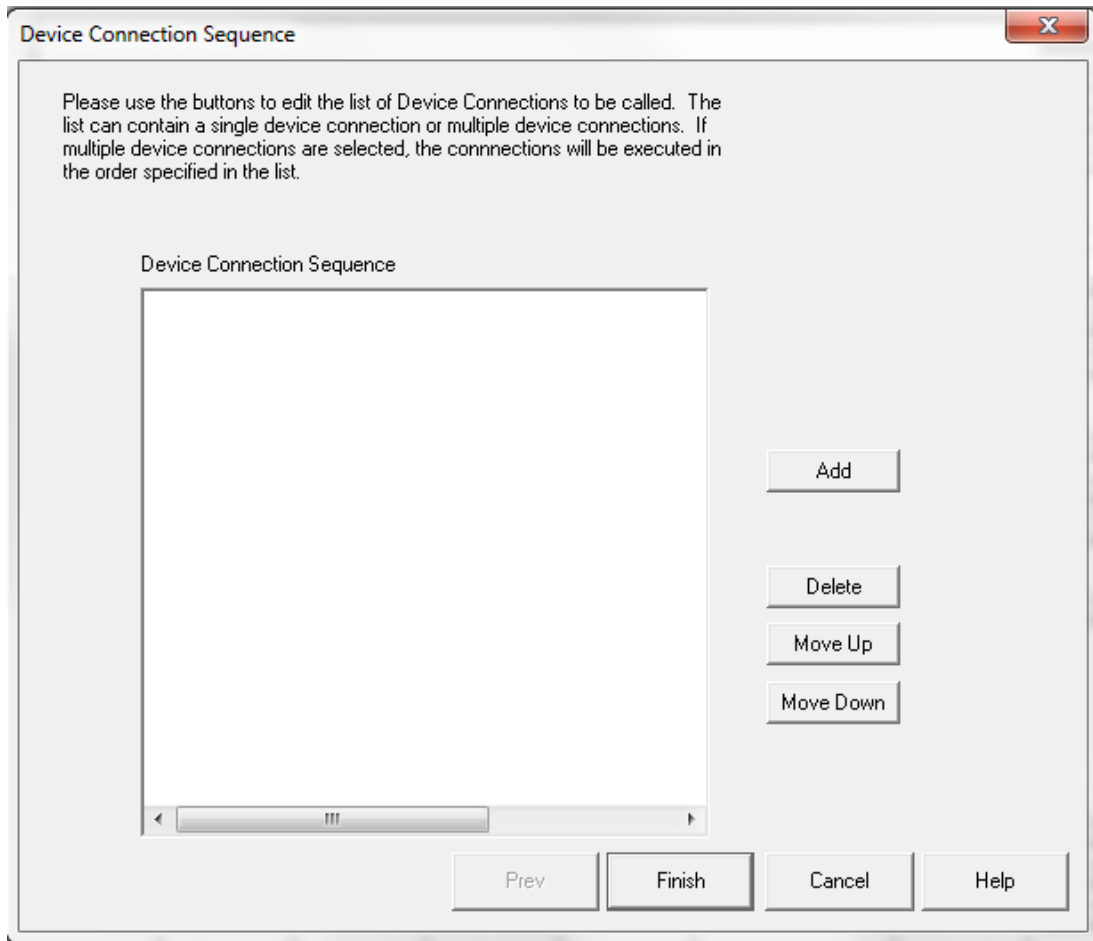 Device Connection Sequence
Please use the buttons to edit the list of Device Connections to be called.  The
list can contain a single device connection or multiple device connections.  If
multiple device connections are selected, the connnections will be executed in
the order specified in the list.
Device Connection Sequence
Add
Delete
Move Up
Move Down
Prev
Finish
Cancel
Help